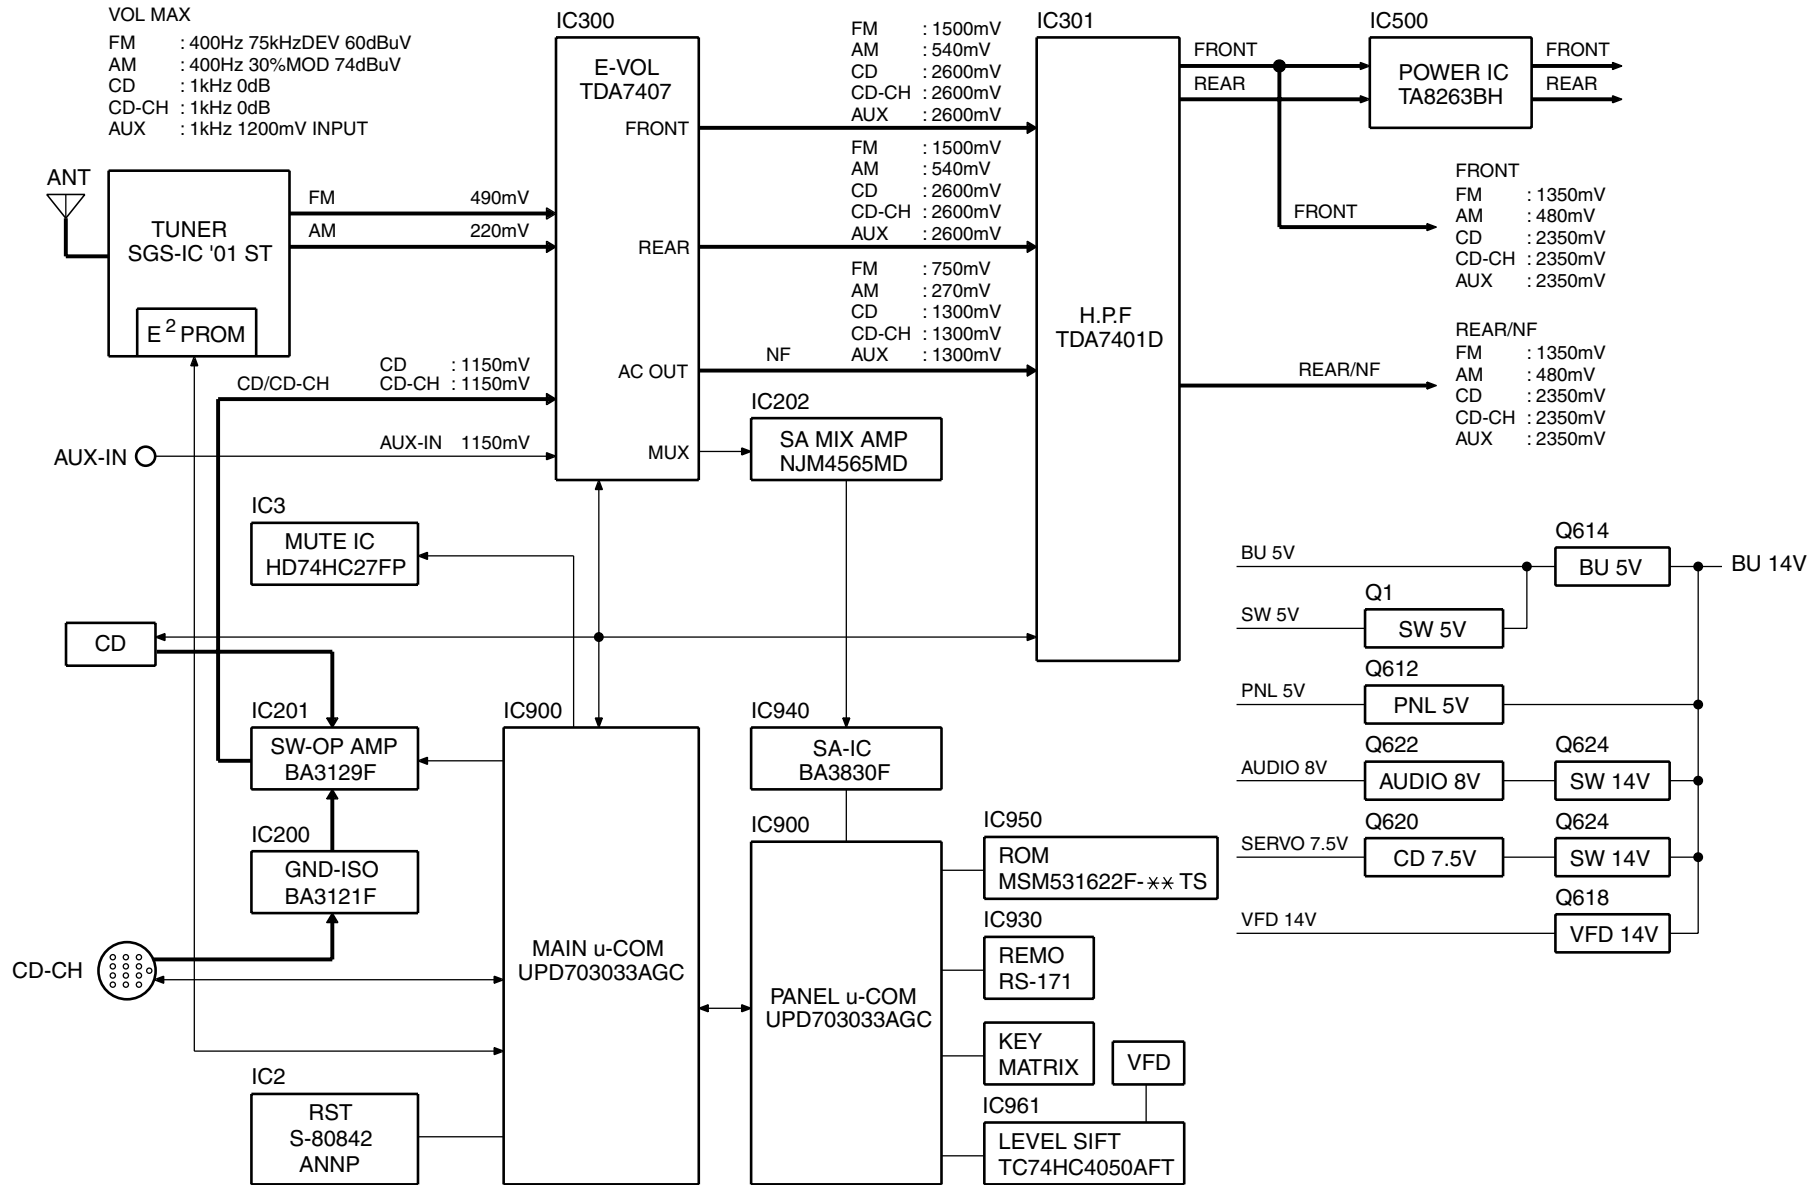 VOL MAX
FM : 400Hz 75kHzDEV 60dBuV
AM : 400Hz 30%MOD 74dBuV
CD : 1kHz 0dB
CD-CH : 1kHz 0dB
AUX : 1kHz 1200mV INPUT
ANT
TUNER
SGS-IC '01 ST
E2PROM
FM 490mV
AM 220mV
CD : 1150mV
CD/CD-CH CD-CH : 1150mV
AUX-IN
AUX-IN 1150mV
IC300
E-VOL
TDA7407
FRONT
REAR
AC OUT
MUX
FM : 1500mV
AM : 540mV
CD : 2600mV
CD-CH : 2600mV
AUX : 2600mV
FM : 1500mV
AM : 540mV
CD : 2600mV
CD-CH : 2600mV
AUX : 2600mV
FM : 750mV
AM : 270mV
CD : 1300mV
CD-CH : 1300mV
NF AUX : 1300mV
IC301
H.P.F
TDA7401D
FRONT
REAR
IC500
POWER IC
TA8263BH
FRONT
REAR
FRONT
FRONT
FM : 1350mV
AM : 480mV
CD : 2350mV
CD-CH : 2350mV
AUX : 2350mV
REAR/NF
REAR/NF
FM : 1350mV
AM : 480mV
CD : 2350mV
CD-CH : 2350mV
AUX : 2350mV
IC202
SA MIX AMP
NJM4565MD
IC3
MUTE IC
HD74HC27FP
CD
IC201
SW-OP AMP
BA3129F
IC200
GND-ISO
BA3121F
CD-CH
IC2
RST
S-80842
ANNP
IC900
MAIN u-COM
UPD703033AGC
IC940
SA-IC
BA3830F
IC900
PANEL u-COM
UPD703033AGC
IC950
ROM
MSM531622F-** TS
IC930
REMO
RS-171
KEY
MATRIX
VFD
IC961
LEVEL SIFT
TC74HC4050AFT
BU 5V
Q614
BU 5V
BU 14V
SW 5V
Q1
SW 5V
PNL 5V
Q612
PNL 5V
AUDIO 8V
Q622
AUDIO 8V
Q624
SW 14V
SERVO 7.5V
Q620
CD 7.5V
Q624
SW 14V
VFD 14V
Q618
VFD 14V